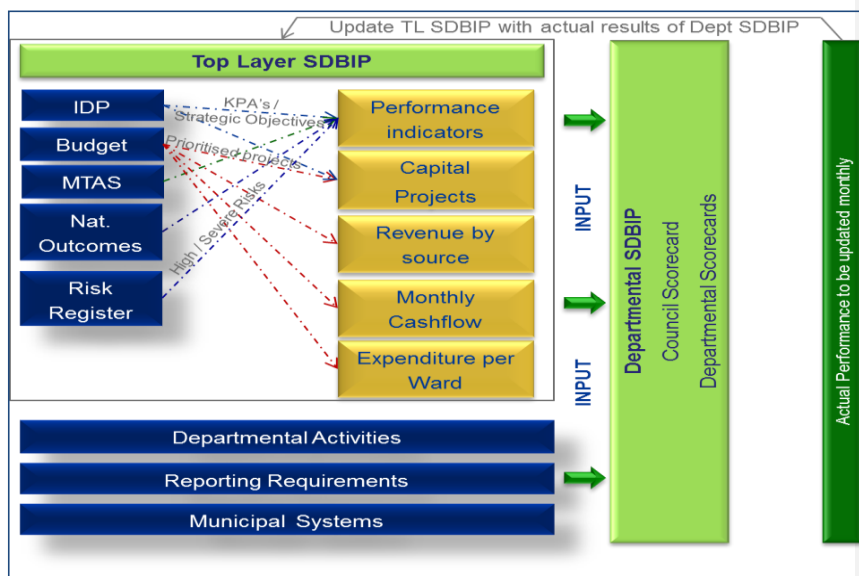 Update TL SDBIP with actual results of Dept SDBIP
Top Layer SDBIP
IDP
Budget
MTAS
Nat.
Outcomes
Risk
Register
KPA's /
Strategic Objectives
Prioritised projects
High / Severe Risks
Performance
indicators
Capital
Projects
Revenue by
source
Monthly
Cashflow
Expenditure per
Ward
INPUT
INPUT
Departmental SDBIP
Council Scorecard
Departmental Scorecards
Actual Performance to be updated monthly
Departmental Activities
Reporting Requirements
Municipal Systems